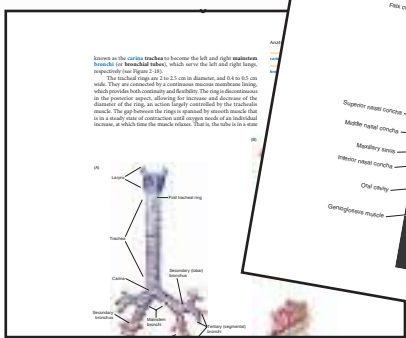 known as the carina trachea to become the left and right mainstem
bronchi (or bronchial tubes), which serve the left and right lungs,
respectively (see Figure 2-18).
The tracheal rings are 2 to 2.5 cm in diameter, and 0.4 to 0.5 cm
wide. They are connected by a continuous mucous membrane lining,
which provides both continuity and flexibility. The ring is discontinuous
in the posterior aspect, allowing for increase and decrease of the
diameter of the ring, an action largely controlled by the trachealis
muscle. The gap between the rings is spanned by smooth muscle that
is in a state of contraction until oxygen needs of an individual
increase, at which time the muscle relaxes. That is, the tube is in a state
(A)
Larynx
First tracheal ring
Trachea
Carina
Secondary (lobar)
bronchus
Secondary
bronchus
Mainstem
bronchi
Tertiary (segmental)
bronchi
(B)
Superior nasal concha
Middle nasal concha
Maxillary sinus
Inferior nasal concha
Oral cavity
Genioglossus muscle